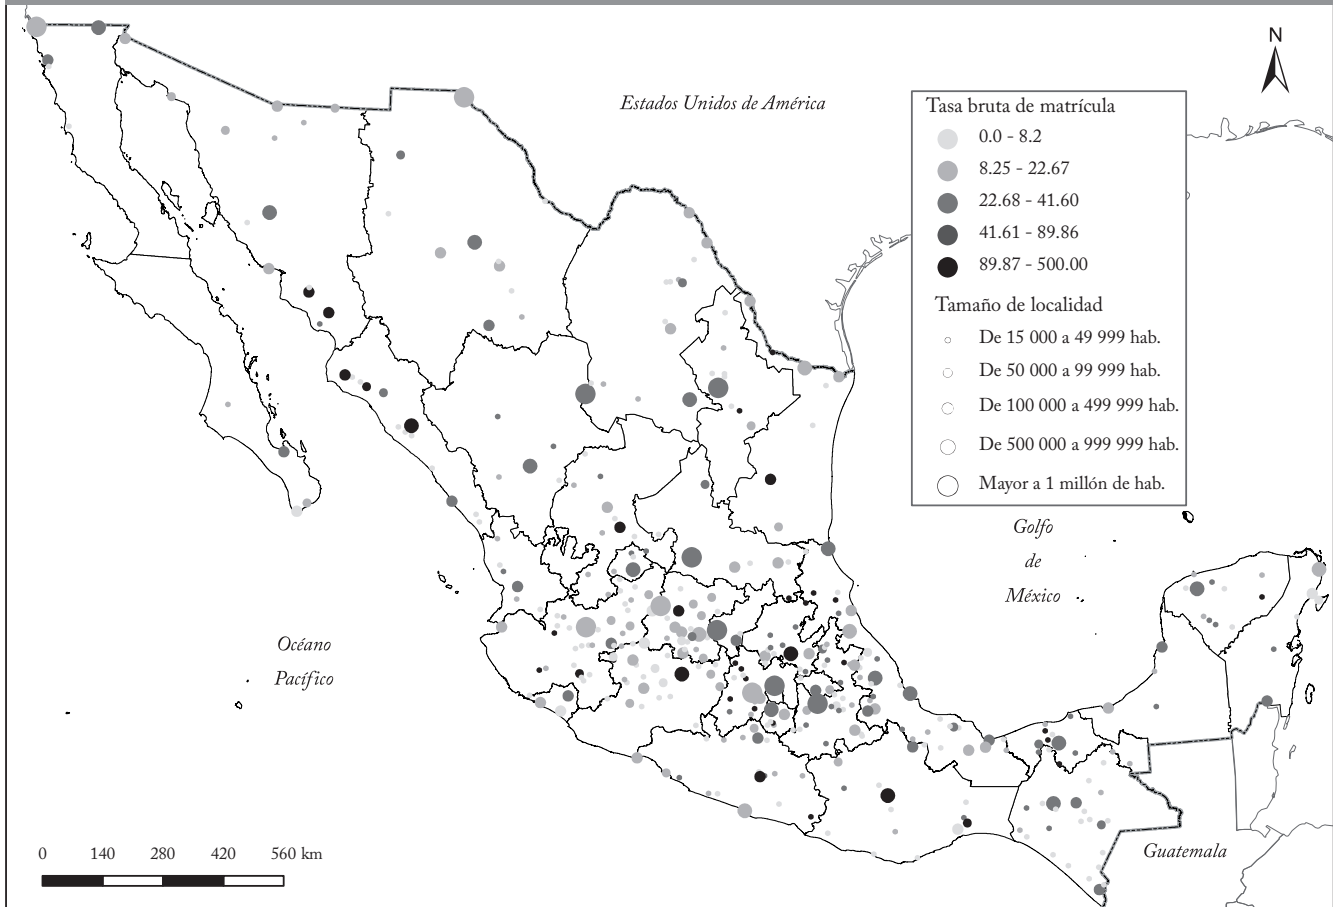 N
Estados Unidos de América
Tasa bruta de matrícula
0.0 - 8.2
8.25 - 22.67
22.68 - 41.60
41.61 - 89.86
89.87 - 500.00
Tamaño de localidad
De 15 000 a 49 999 hab.
De 50 000 a 99 999 hab.
De 100 000 a 499 999 hab.
De 500 000 a 999 999 hab.
Mayor a 1 millón de hab.
Golfo
de
México
Océano
Pacífico
Guatemala
0 140 280 420 560 km